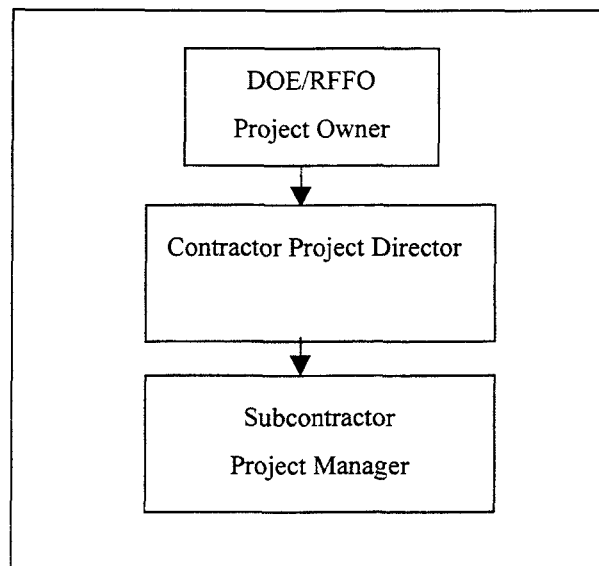 DOE/RFFO
Project Owner
Contractor Project Director
Subcontractor
Project Manager